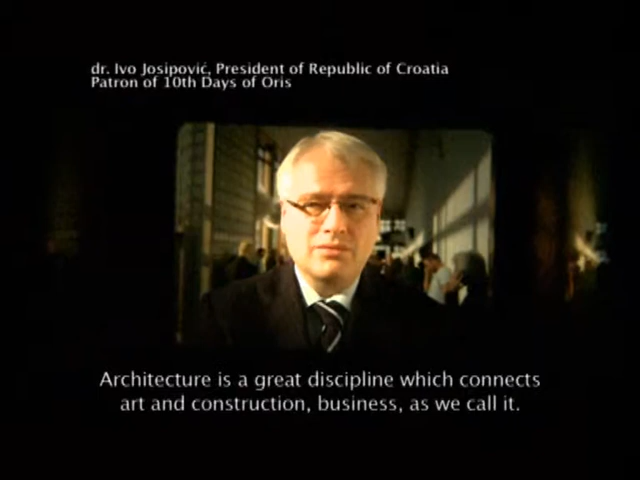 dr. Ivo Josipović, President of Republic of Croatia
Patron of 10th Days of Oris
Architecture is a great discipline which connects
art and construction, business, as we call it.